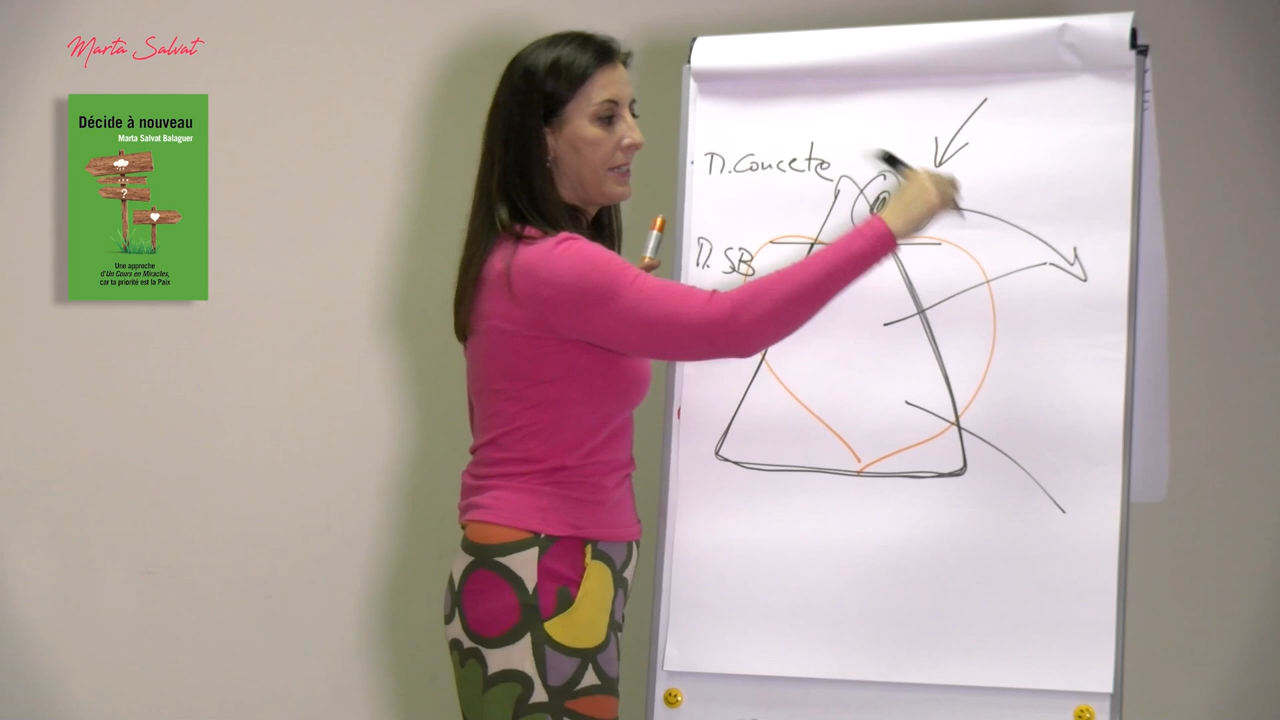 Marta Salvat
Décide à nouveau
Marta Salvat Balaguer
?
Une approche
d'Un Cours en Miracles,
car ta priorité est la Paix
Π. Concete
Π. SB